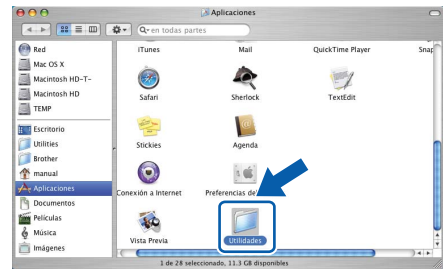 Aplicaciones
en todas partes
Red
Mac OS X
Macintosh HD-T-
Macintosh HD
TEMP
Escritorio
Utilities
Brother
manual
Aplicaciones
Documentos
Películas
Música
Imágenes
iTunes
Mail
QuickTime Player
Snap
Safari
Sherlock
TextEdit
Stickies
Agenda
Conexión a Internet
Preferencias de
Vista Previa
Utilidades
1 de 28 seleccionado, 11.3 GB disponibles